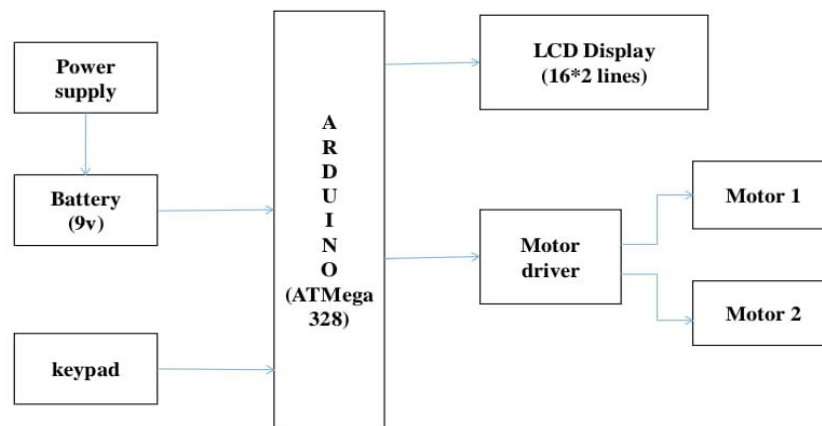 Power
supply
Battery
(9v)
keypad
A
R
D
U
I
N
O
(ATMega
328)
LCD Display
(16*2 lines)
Motor
driver
Motor 1
Motor 2